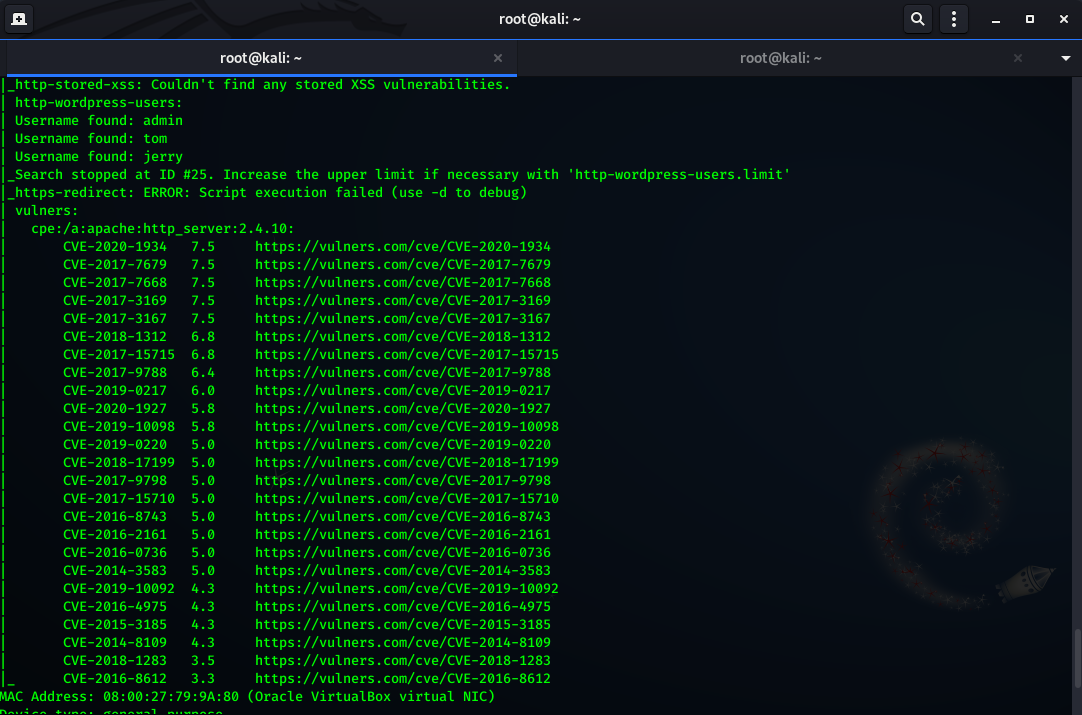 root@kali: ~
root@kali: ~
root@kali: ~
|_http-stored-xss: Couldn't find any stored XSS vulnerabilities.
| http-wordpress-users:
| Username found: admin
| Username found: tom
| Username found: jerry
|_Search stopped at ID #25. Increase the upper limit if necessary with 'http-wordpress-users.limit'
|_https-redirect: ERROR: Script execution failed (use -d to debug)
| vulners:
|   cpe:/a:apache:http_server:2.4.10:
|       CVE-2020-1934   7.5     https://vulners.com/cve/CVE-2020-1934
|       CVE-2017-7679   7.5     https://vulners.com/cve/CVE-2017-7679
|       CVE-2017-7668   7.5     https://vulners.com/cve/CVE-2017-7668
|       CVE-2017-3169   7.5     https://vulners.com/cve/CVE-2017-3169
|       CVE-2017-3167   7.5     https://vulners.com/cve/CVE-2017-3167
|       CVE-2018-1312   6.8     https://vulners.com/cve/CVE-2018-1312
|       CVE-2017-15715  6.8     https://vulners.com/cve/CVE-2017-15715
|       CVE-2017-9788   6.4     https://vulners.com/cve/CVE-2017-9788
|       CVE-2019-0217   6.0     https://vulners.com/cve/CVE-2019-0217
|       CVE-2020-1927   5.8     https://vulners.com/cve/CVE-2020-1927
|       CVE-2019-10098  5.8     https://vulners.com/cve/CVE-2019-10098
|       CVE-2019-0220   5.0     https://vulners.com/cve/CVE-2019-0220
|       CVE-2018-17199  5.0     https://vulners.com/cve/CVE-2018-17199
|       CVE-2017-9798   5.0     https://vulners.com/cve/CVE-2017-9798
|       CVE-2017-15710  5.0     https://vulners.com/cve/CVE-2017-15710
|       CVE-2016-8743   5.0     https://vulners.com/cve/CVE-2016-8743
|       CVE-2016-2161   5.0     https://vulners.com/cve/CVE-2016-2161
|       CVE-2016-0736   5.0     https://vulners.com/cve/CVE-2016-0736
|       CVE-2014-3583   5.0     https://vulners.com/cve/CVE-2014-3583
|       CVE-2019-10092  4.3     https://vulners.com/cve/CVE-2019-10092
|       CVE-2016-4975   4.3     https://vulners.com/cve/CVE-2016-4975
|       CVE-2015-3185   4.3     https://vulners.com/cve/CVE-2015-3185
|       CVE-2014-8109   4.3     https://vulners.com/cve/CVE-2014-8109
|       CVE-2018-1283   3.5     https://vulners.com/cve/CVE-2018-1283
|_      CVE-2016-8612   3.3     https://vulners.com/cve/CVE-2016-8612
MAC Address: 08:00:27:79:9A:80 (Oracle VirtualBox virtual NIC)
Device type: general purpose